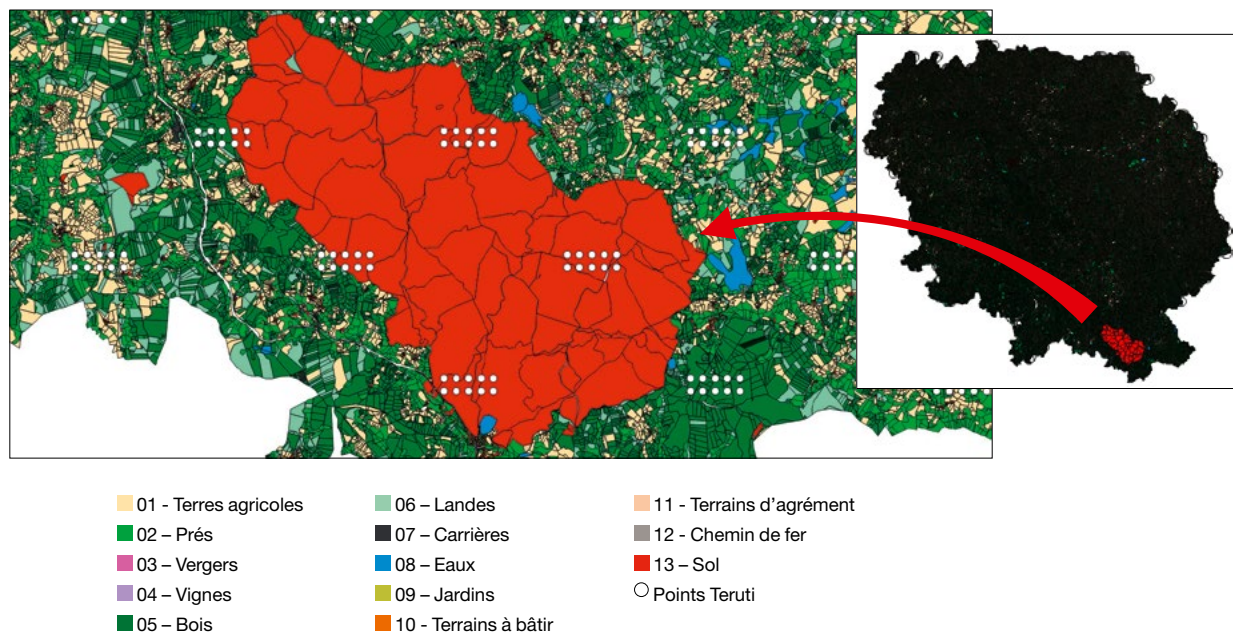 01 - Terres agricoles
02 – Prés
03 – Vergers
04 – Vignes
05 – Bois
06 – Landes
07 – Carrières
08 – Eaux
09 – Jardins
10 - Terrains à bâtir
11 - Terrains d'agrément
12 - Chemin de fer
13 – Sol
Points Teruti